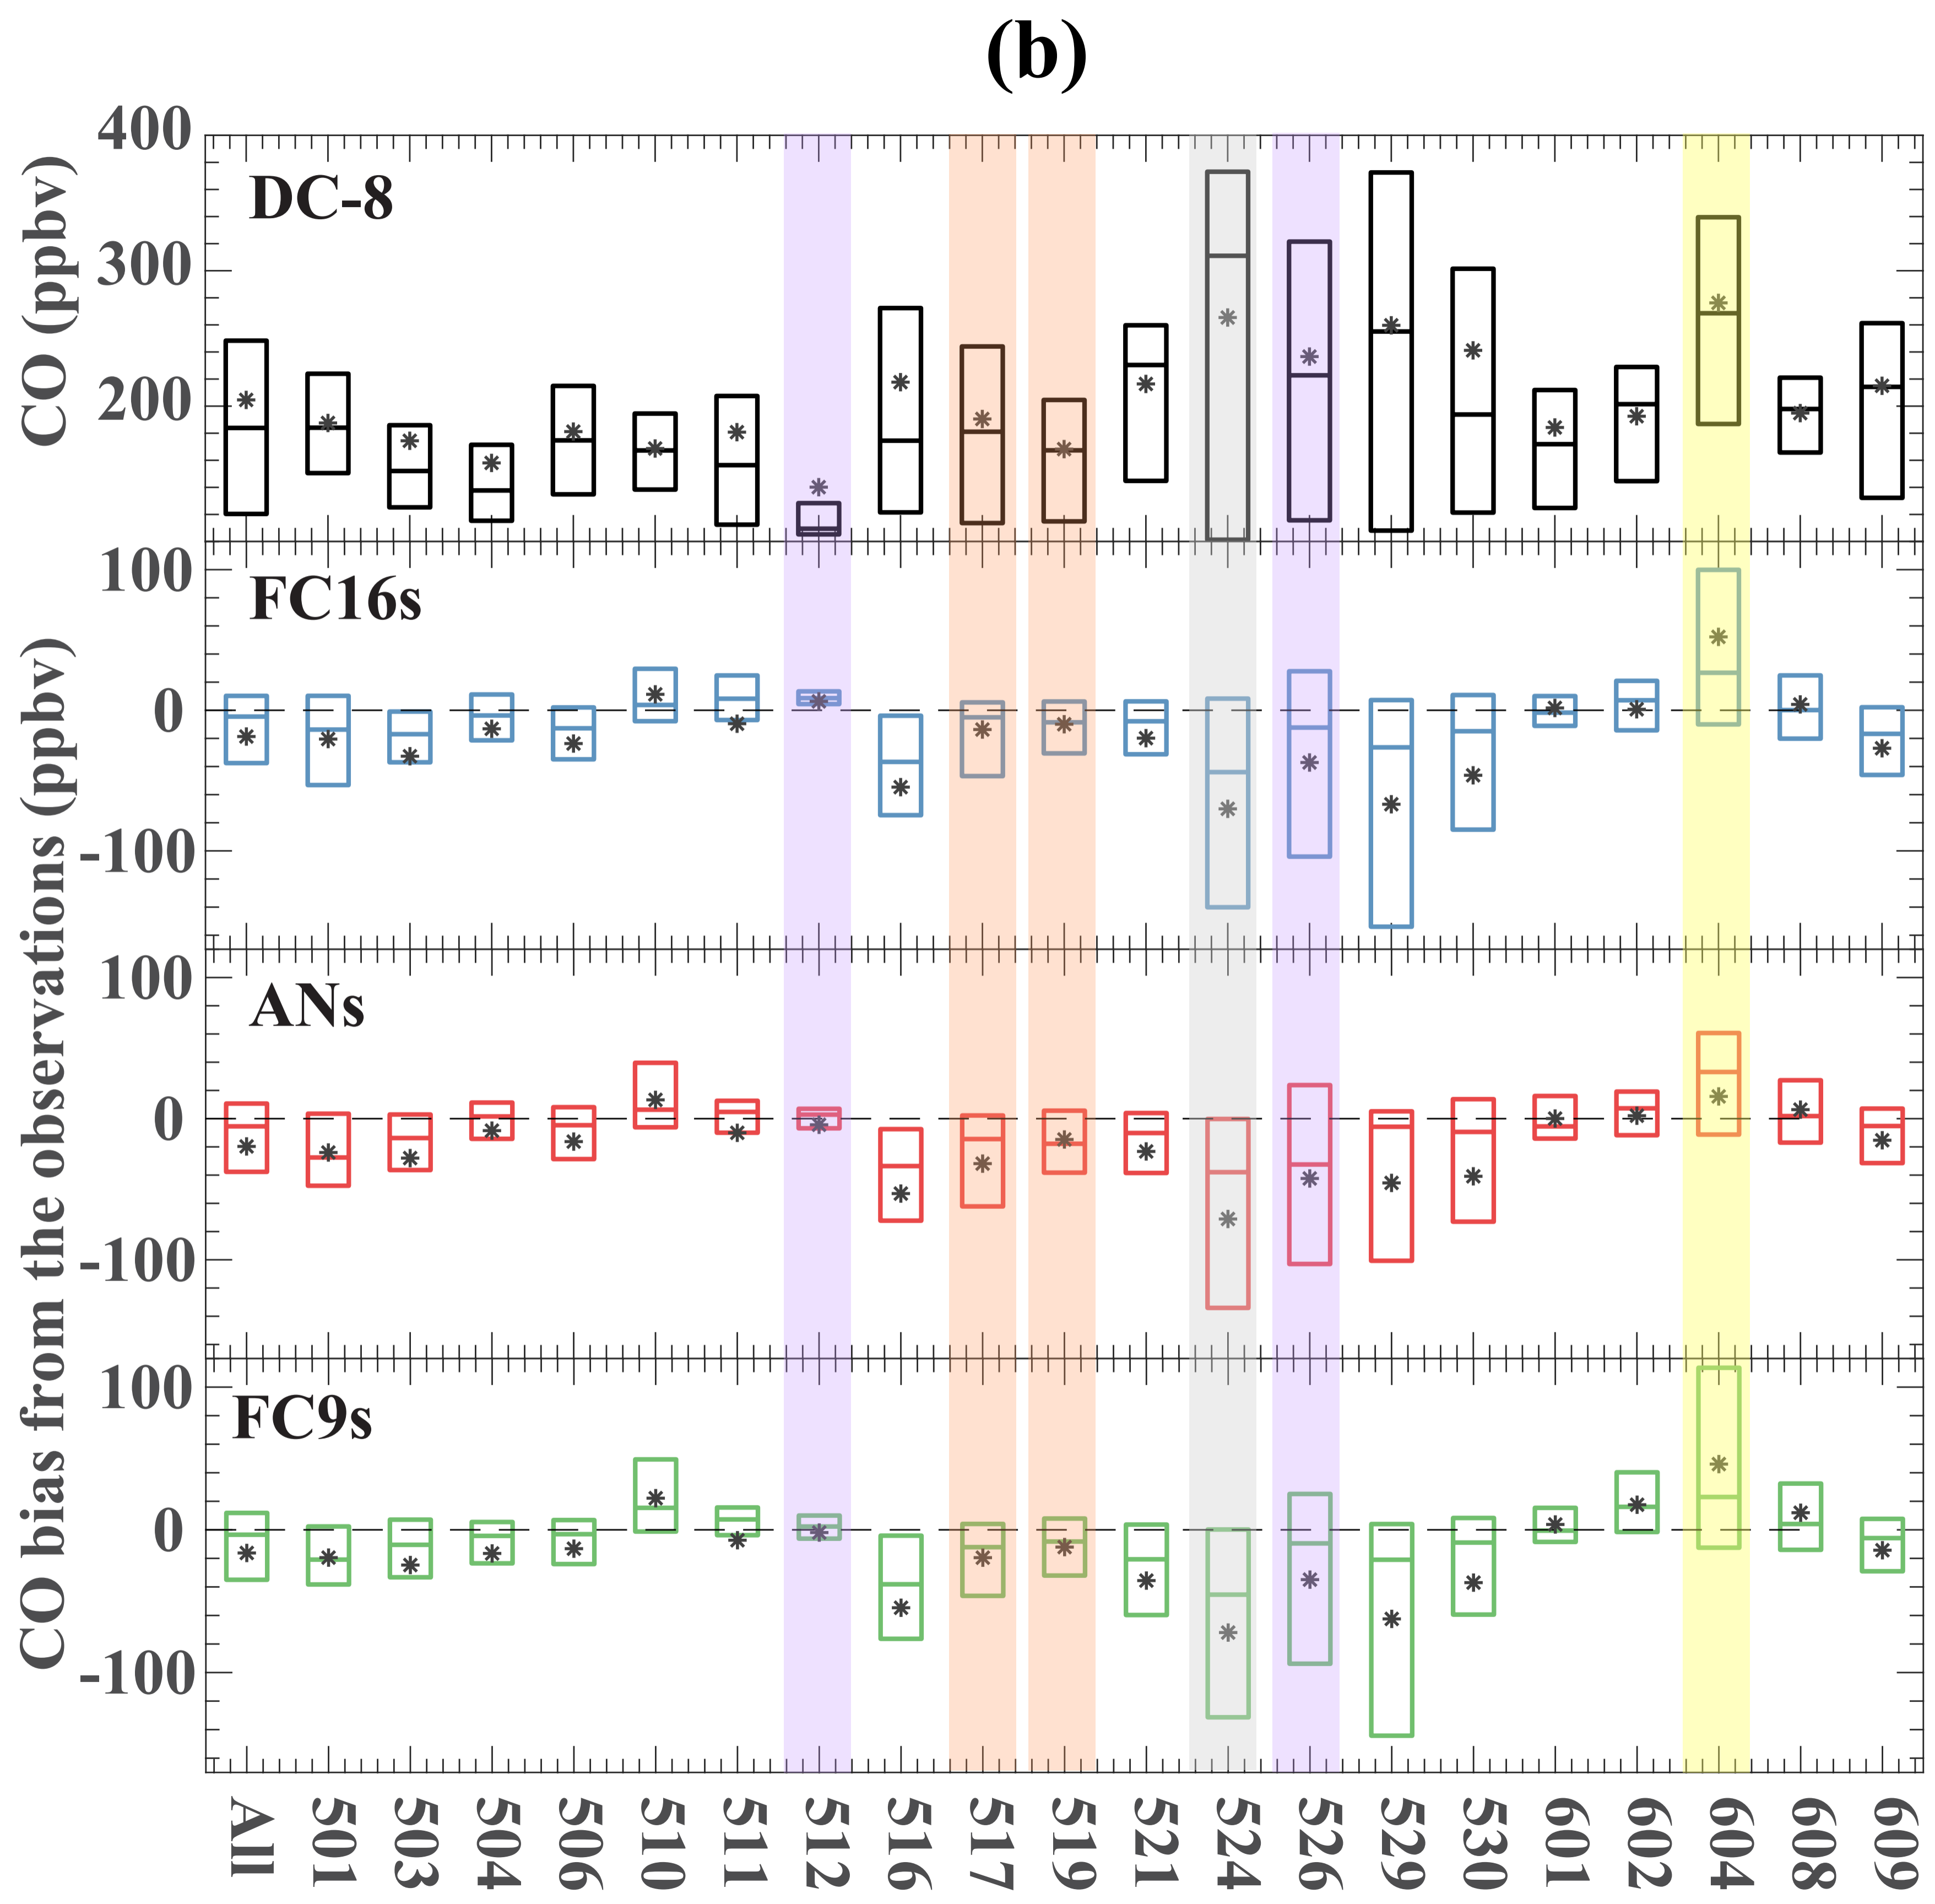 (b)
CO (ppbv)
400
300
200
DC-8
CO bias from the observations (ppbv)
100
0
-100
FC16s
100
0
-100
ANs
100
0
-100
FC9s
All 501 503 504 506 510 511 512 516 517 519 521 524 526 529 530 601 602 604 608 609